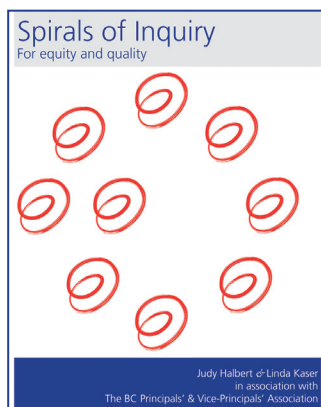 Spirals of Inquiry
For equity and quality
Judy Halbert & Linda Kaser
in association with
The BC Principals' & Vice-Principals' Association